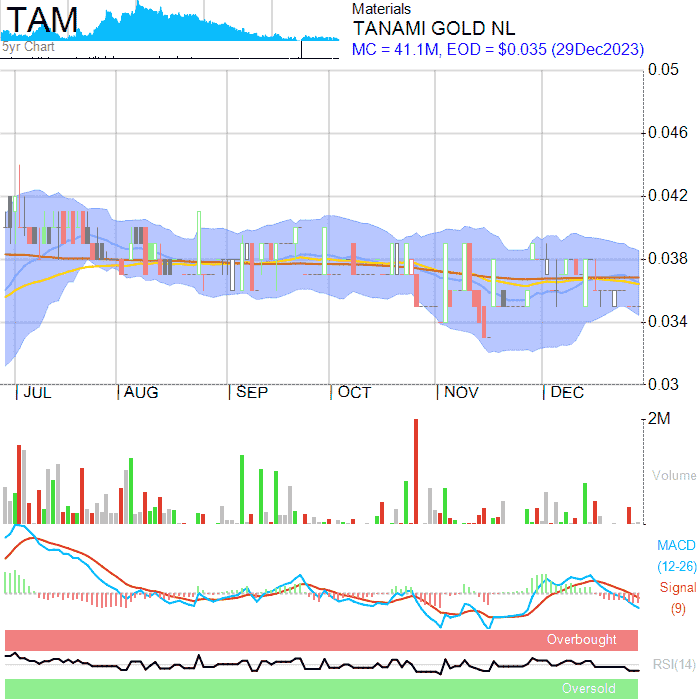 TAM
5yr Chart
Materials
TANAMI GOLD NL
MC = 41.1M, EOD = $0.035 (29Dec2023)
0.05
0.046
0.042
0.038
0.034
0.03
JUL AUG SEP OCT NOV DEC
2M
Volume
MACD
(12-26)
Signal
(9)
Overbought
RSI(14)
Oversold